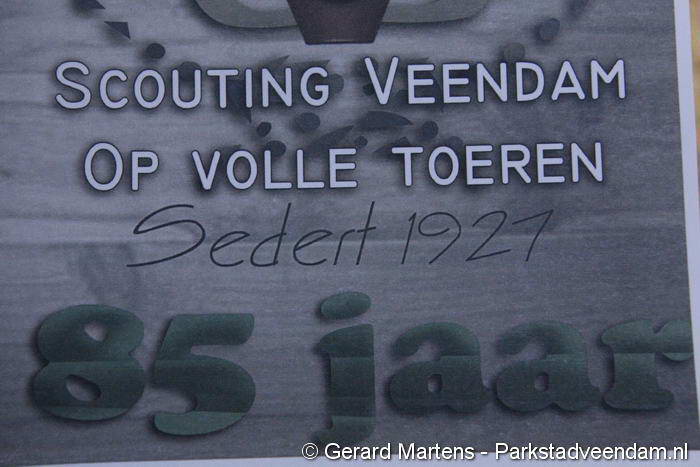 Scouting Veendam
Op volle toeren
Sedert 1927
85 jaar
© Gerard Martens - Parkstadveendam.nl